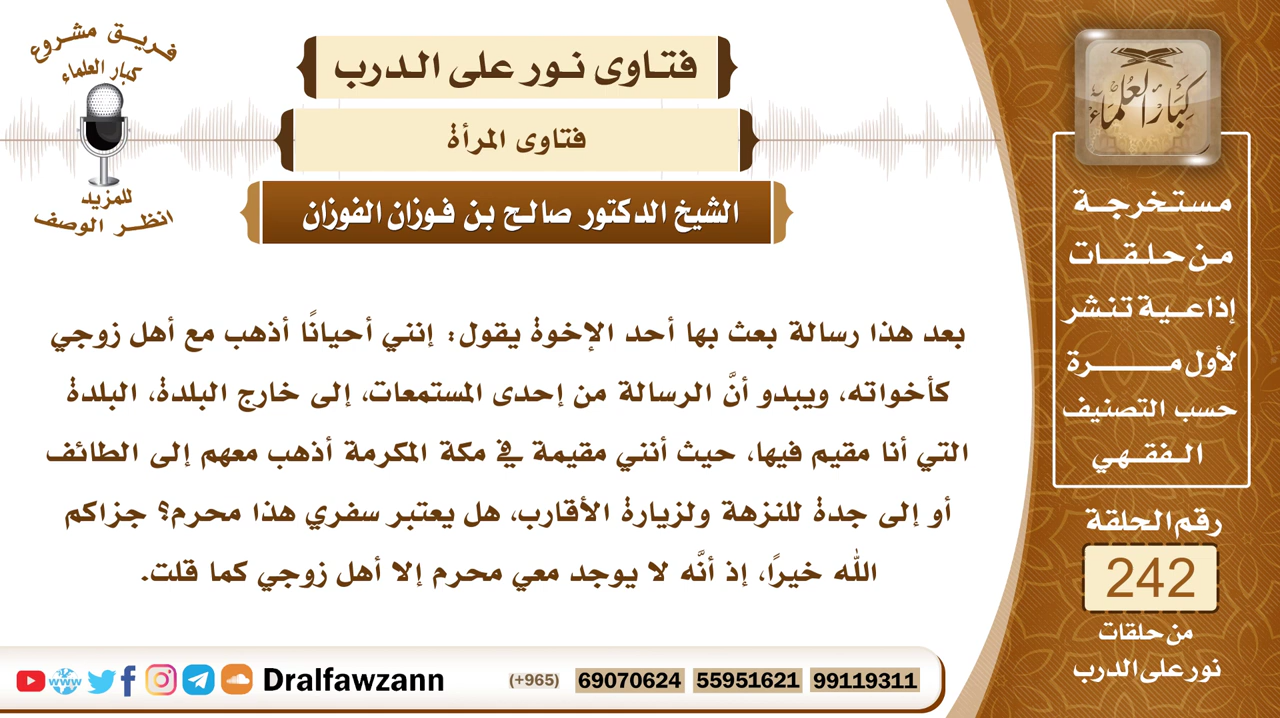 فريق مشروع
كبار العلماء
للمزيد
انظر الوصف
فتاوى نور على الدرب
فتاوى المرأة
الشيخ الدكتور صالح بن فوزان الفوزان
بعد هذا رسالة بعث بها أحد الإخوة يقول: إنني أحيانًا أذهب مع أهل زوجي
كأخواته، ويبدو أنَّ الرسالة من إحدى المستمعات، إلى خارج البلدة، البلدة
التي أنا مقيم فيها، حيث أنني مقيمة في مكة المكرمة أذهب معهم إلى الطائف
أو إلى جدة للنزهة ولزيارة الأقارب، هل يعتبر سفري هذا محرم؟ جزاكم
الله خيرًا، إذ أنَّه لا يوجد معي محرم إلا أهل زوجي كما قلت.
كِبَارُ العُلَمَاءِ
مستخرجة
من حلقات
إذاعية تنشر
لأول مرة
حسب التصنيف
الفقهي
رقم الحلقة
242
من حلقات
نور على الدرب
www Dralfawzann (+965) 69070624 55951621 99119311